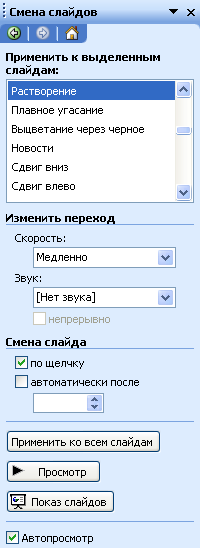 Смена слайдов
Применить к выделенным
слайдам:
Растворение
Плавное угасание
Выцветание через черное
Новости
Сдвиг вниз
Сдвиг влево
Изменить переход
Скорость:
Медленно
Звук:
[Нет звука]
непрерывно
Смена слайда
по щелчку
автоматически после
Применить ко всем слайдам
Просмотр
Показ слайдов
Автопросмотр